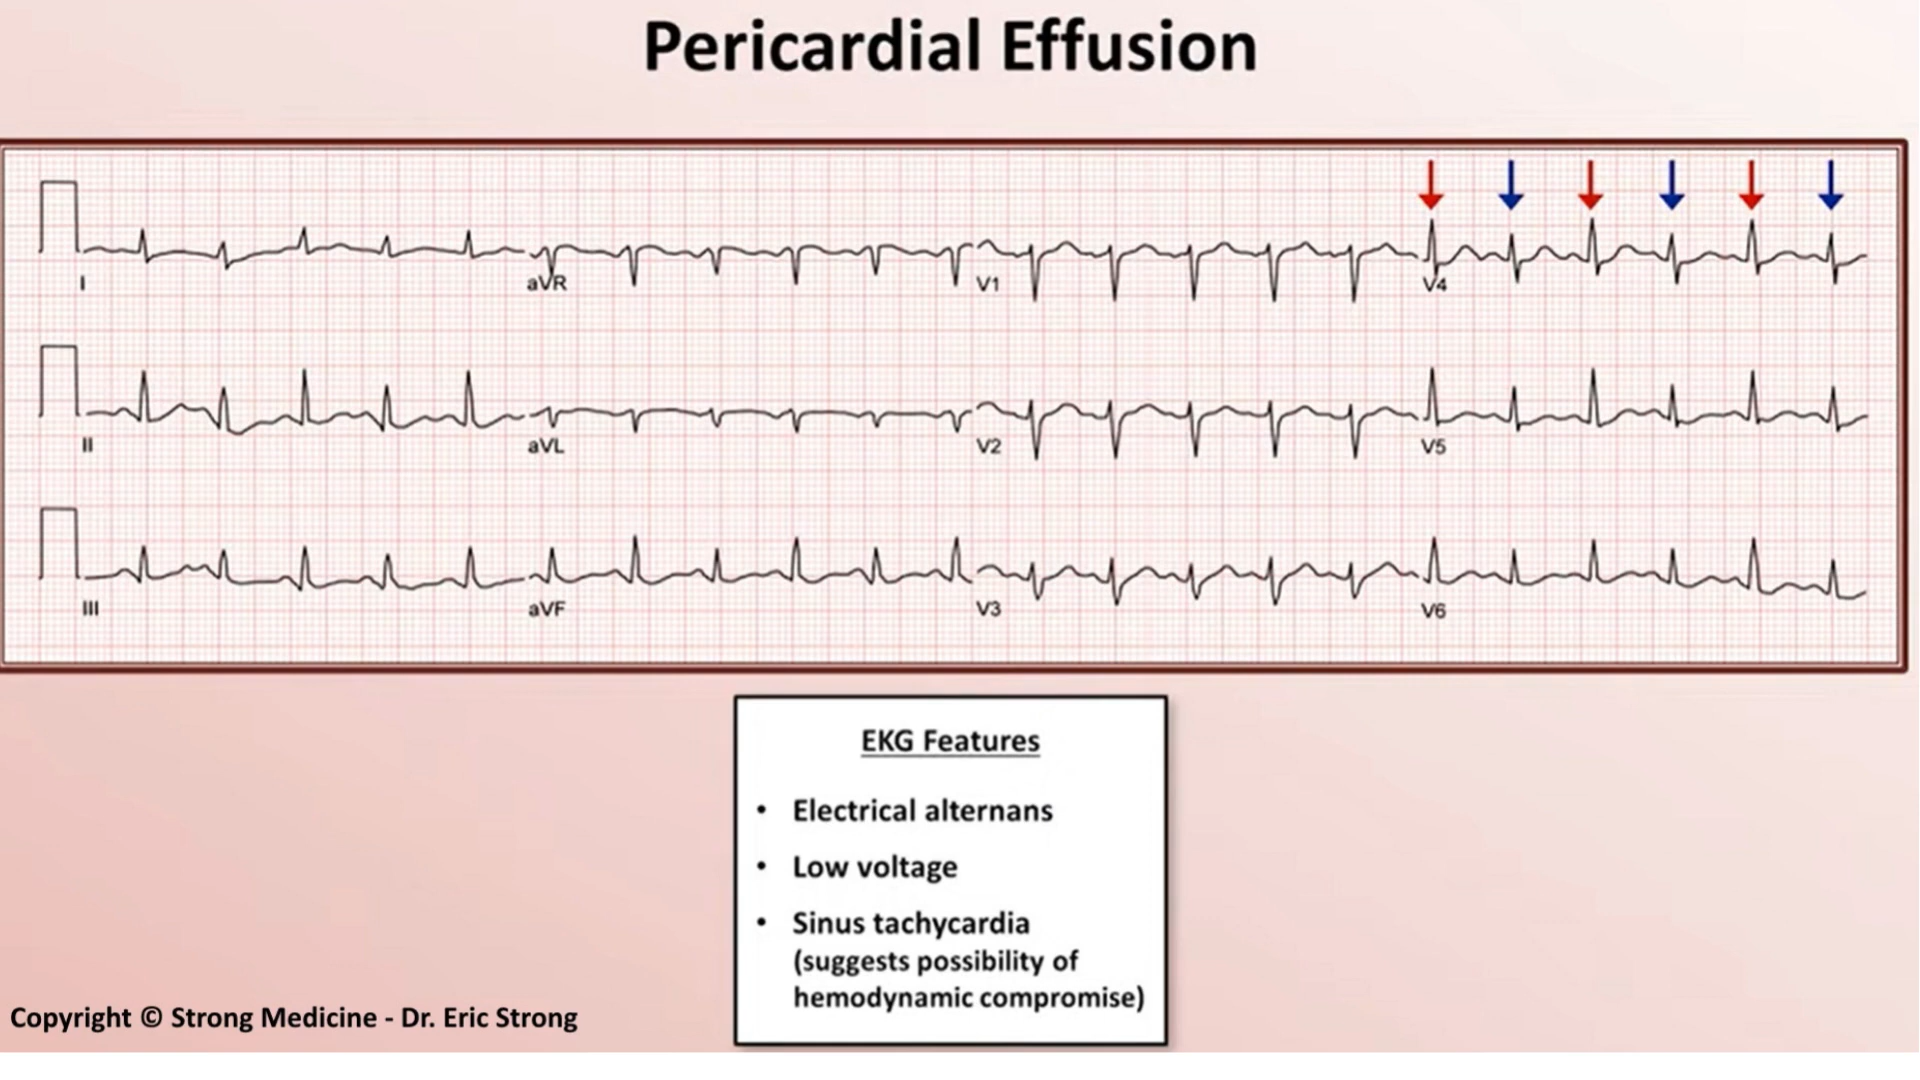 Pericardial Effusion
I
aVR
V1
V4
II
aVL
V2
V5
III
aVF
V3
V6
EKG Features
• Electrical alternans
• Low voltage
• Sinus tachycardia
(suggests possibility of
hemodynamic compromise)
Copyright © Strong Medicine - Dr. Eric Strong